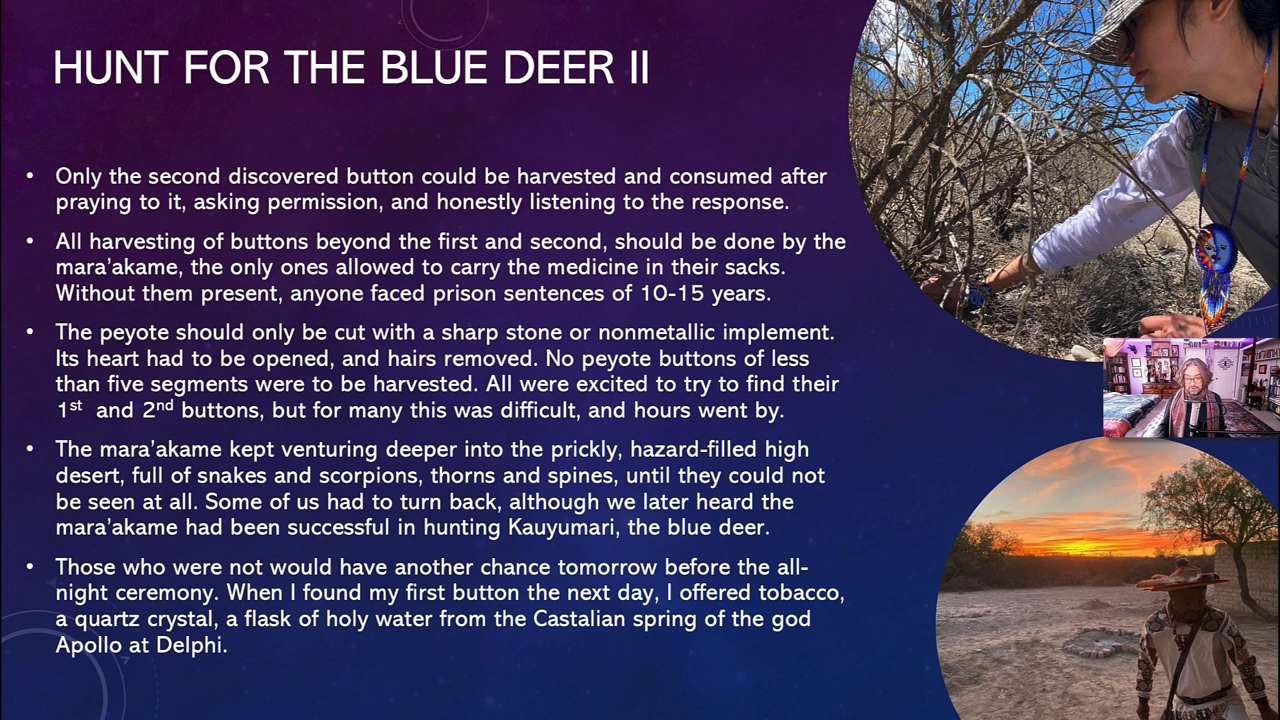 HUNT FOR THE BLUE DEER II
• Only the second discovered button could be harvested and consumed after
praying to it, asking permission, and honestly listening to the response.
• All harvesting of buttons beyond the first and second, should be done by the
mara'akame, the only ones allowed to carry the medicine in their sacks.
Without them present, anyone faced prison sentences of 10-15 years.
• The peyote should only be cut with a sharp stone or nonmetallic implement.
Its heart had to be opened, and hairs removed. No peyote buttons of less
than five segments were to be harvested. All were excited to try to find their
1st and 2nd buttons, but for many this was difficult, and hours went by.
• The mara'akame kept venturing deeper into the prickly, hazard-filled high
desert, full of snakes and scorpions, thorns and spines, until they could not
be seen at all. Some of us had to turn back, although we later heard the
mara'akame had been successful in hunting Kauyumari, the blue deer.
• Those who were not would have another chance tomorrow before the all-
night ceremony. When I found my first button the next day, I offered tobacco,
a quartz crystal, a flask of holy water from the Castalian spring of the god
Apollo at Delphi.